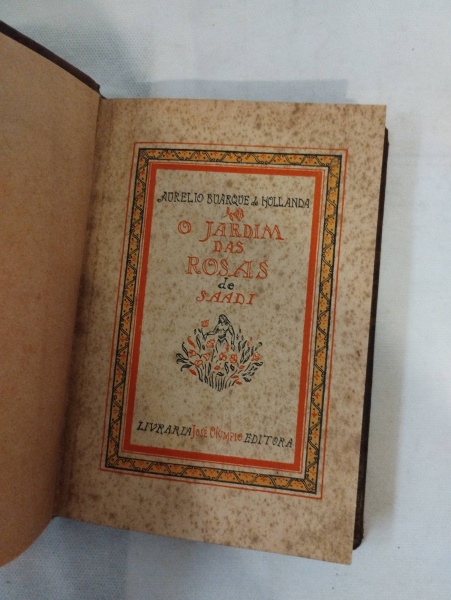 AURELIO BUARQUE de HOLLANDA
O JARDIM
DAS
ROSAS
de
SAADI
LIVRARIA JOSÉ OLYMPIO EDITORA